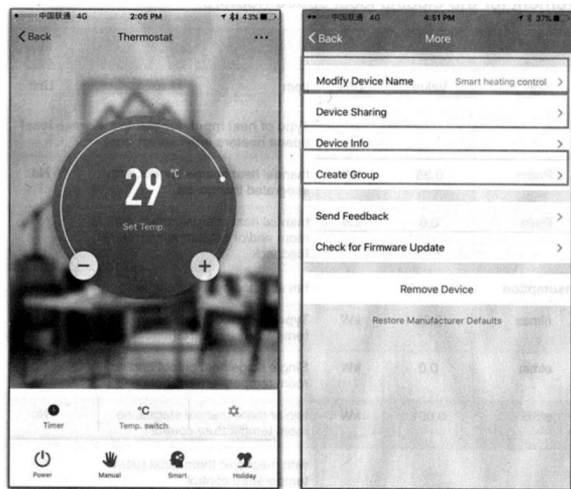 中国联通 4G 2:05 PM 43%
Back Thermostat
29 °C
Set Temp.
Timer
°C
Temp. switch
Power
Manual
Smart
Holiday
中国联通 4G 4:51 PM 37%
Back More
Modify Device Name Smart heating control
Device Sharing
Device Info
Create Group
Send Feedback
Check for Firmware Update
Remove Device
Restore Manufacturer Defaults